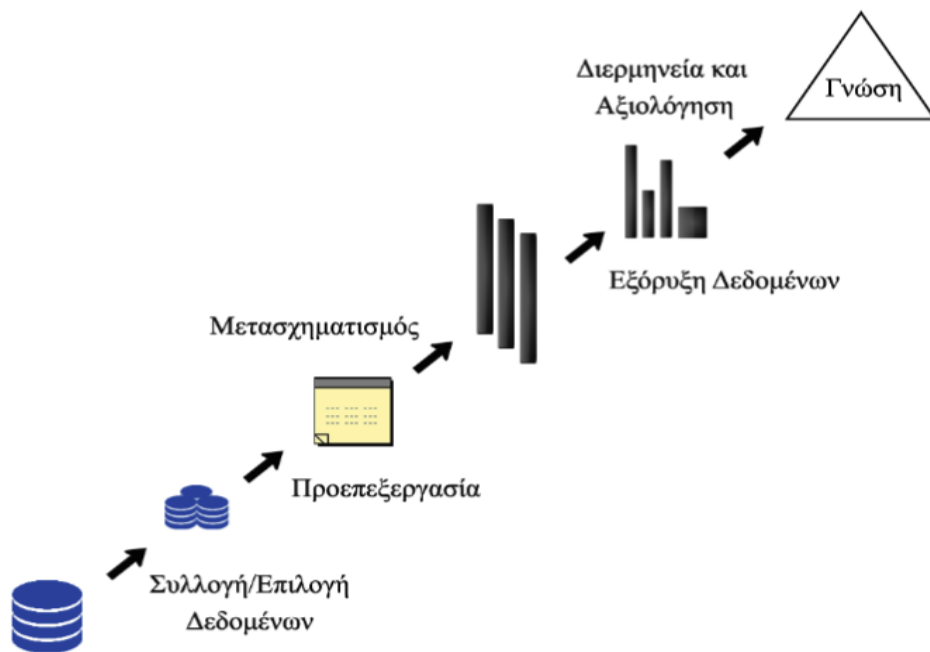 Διερμηνεία και
Αξιολόγηση
Γνώση
Εξόρυξη Δεδομένων
Μετασχηματισμός
Προεπεξεργασία
Συλλογή/Επιλογή
Δεδομένων